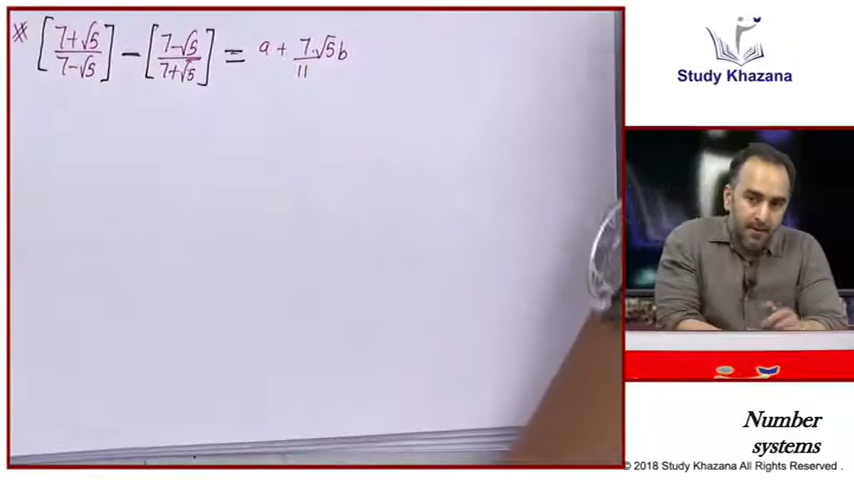 * [7+√5/7-√5] - [7-√5/7+√5] = a + 7.√5b/11
Study Khazana
Number
systems
© 2018 Study Khazana All Rights Reserved .